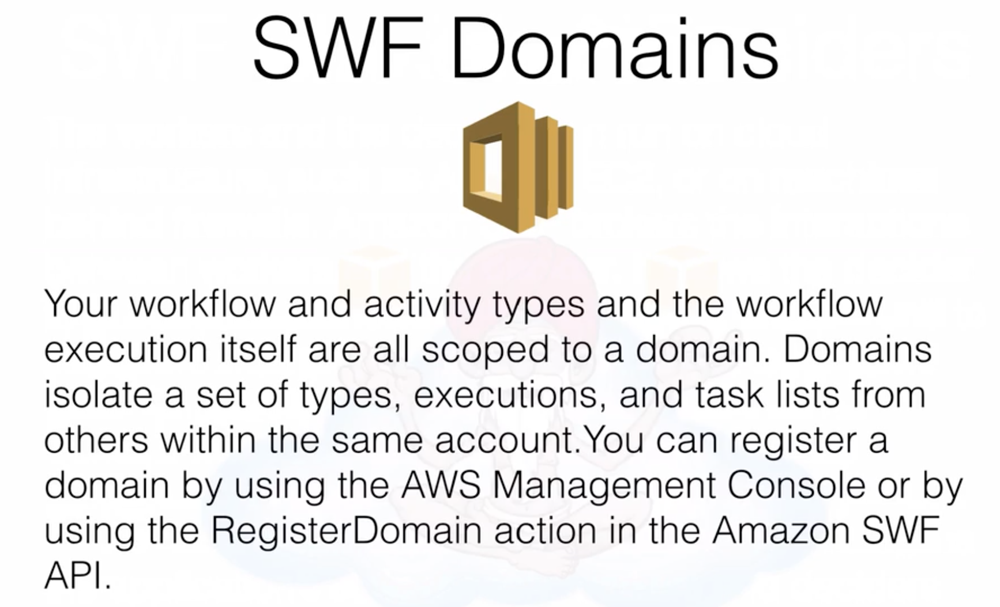 SWF Domains
Your workflow and activity types and the workflow
execution itself are all scoped to a domain. Domains
isolate a set of types, executions, and task lists from
others within the same account.You can register a
domain by using the AWS Management Console or by
using the RegisterDomain action in the Amazon SWF
API.